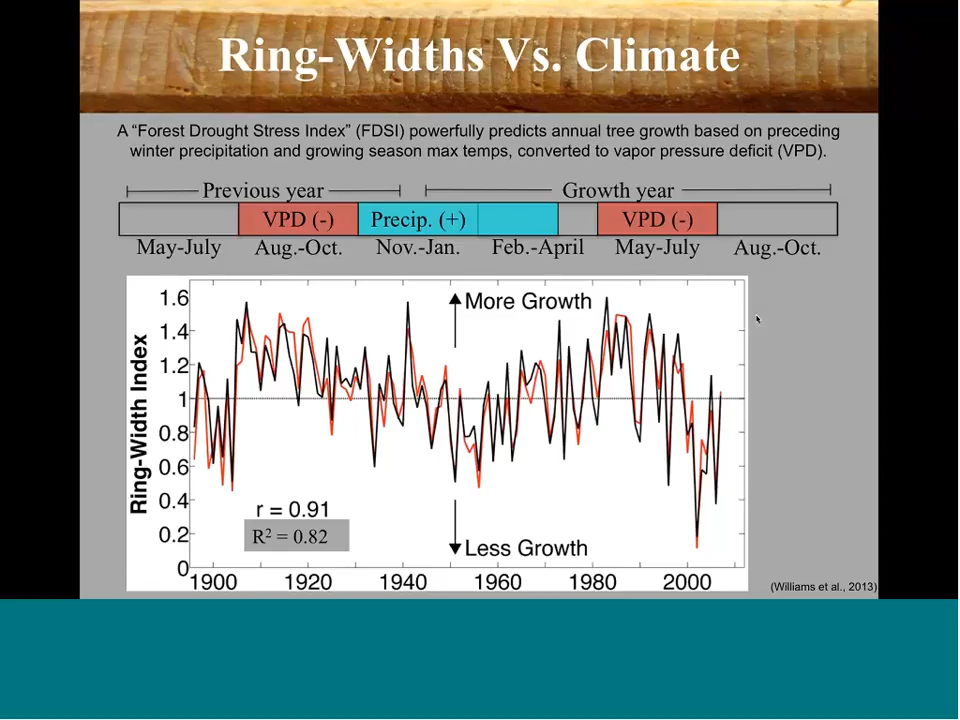 Ring-Widths Vs. Climate
A “Forest Drought Stress Index” (FDSI) powerfully predicts annual tree growth based on preceding
winter precipitation and growing season max temps, converted to vapor pressure deficit (VPD).
Previous year Growth year
VPD (-) Precip. (+) VPD (-)
May-July Aug.-Oct. Nov.-Jan. Feb.-April May-July Aug.-Oct.
Ring-Width Index
1.6
1.4
1.2
1
0.8
0.6
0.4
0.2
0
More Growth
r = 0.91
R² = 0.82
Less Growth
1900 1920 1940 1960 1980 2000
(Williams et al., 2013)